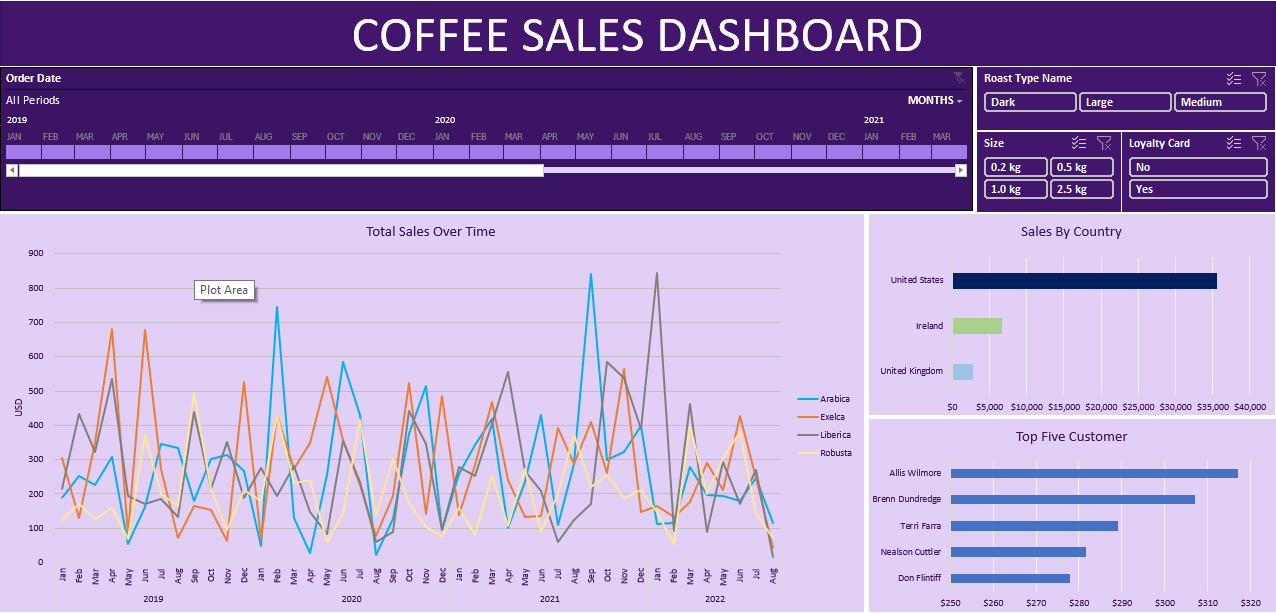 COFFEE SALES DASHBOARD
Order Date
All Periods
MONTHS
2019 2020 2021
JAN FEB MAR APR MAY JUN JUL AUG SEP OCT NOV DEC JAN FEB MAR APR MAY JUN JUL AUG SEP OCT NOV DEC JAN FEB MAR
Roast Type Name
Dark Large Medium
Size
0.2 kg 0.5 kg
1.0 kg 2.5 kg
Loyalty Card
No
Yes
Total Sales Over Time
Plot Area
USD
900
800
700
600
500
400
300
200
100
0
Jan Feb Mar Apr May Jun Jul Aug Sep Oct Nov Dec Jan Feb Mar Apr May Jun Jul Aug Sep Oct Nov Dec Jan Feb Mar Apr May Jun Jul Aug Sep Oct Nov Dec Jan Feb Mar Apr May Jun Jul Aug
2019 2020 2021 2022
Arabica
Exelca
Liberica
Robusta
Sales By Country
United States
Ireland
United Kingdom
$0 $5,000 $10,000 $15,000 $20,000 $25,000 $30,000 $35,000 $40,000
Top Five Customer
Allis Wilmore
Brenn Dundredge
Terri Farra
Nealson Cuttler
Don Flintiff
$250 $260 $270 $280 $290 $300 $310 $320